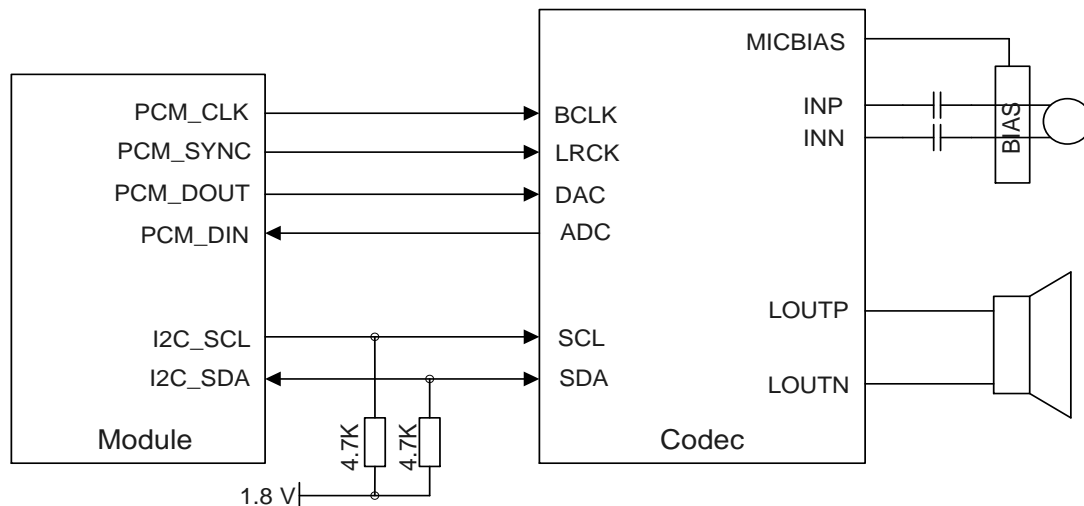 MICBIAS
PCM_CLK
BCLK
INP
PCM_SYNC
LRCK
INN
BIAS
PCM_DOUT
DAC
PCM_DIN
ADC
LOUTP
I2C_SCL
SCL
I2C_SDA
SDA
LOUTN
Module
4.7K
4.7K
Codec
1.8 V